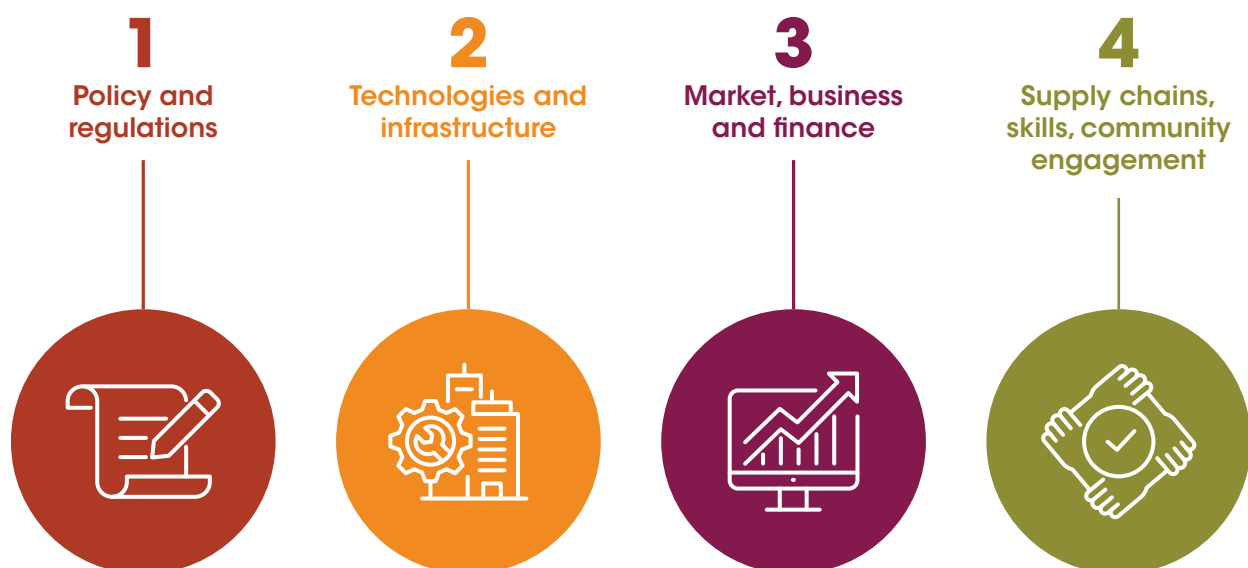 1
Policy and
regulations
2
Technologies and
infrastructure
3
Market, business
and finance
4
Supply chains,
skills, community
engagement